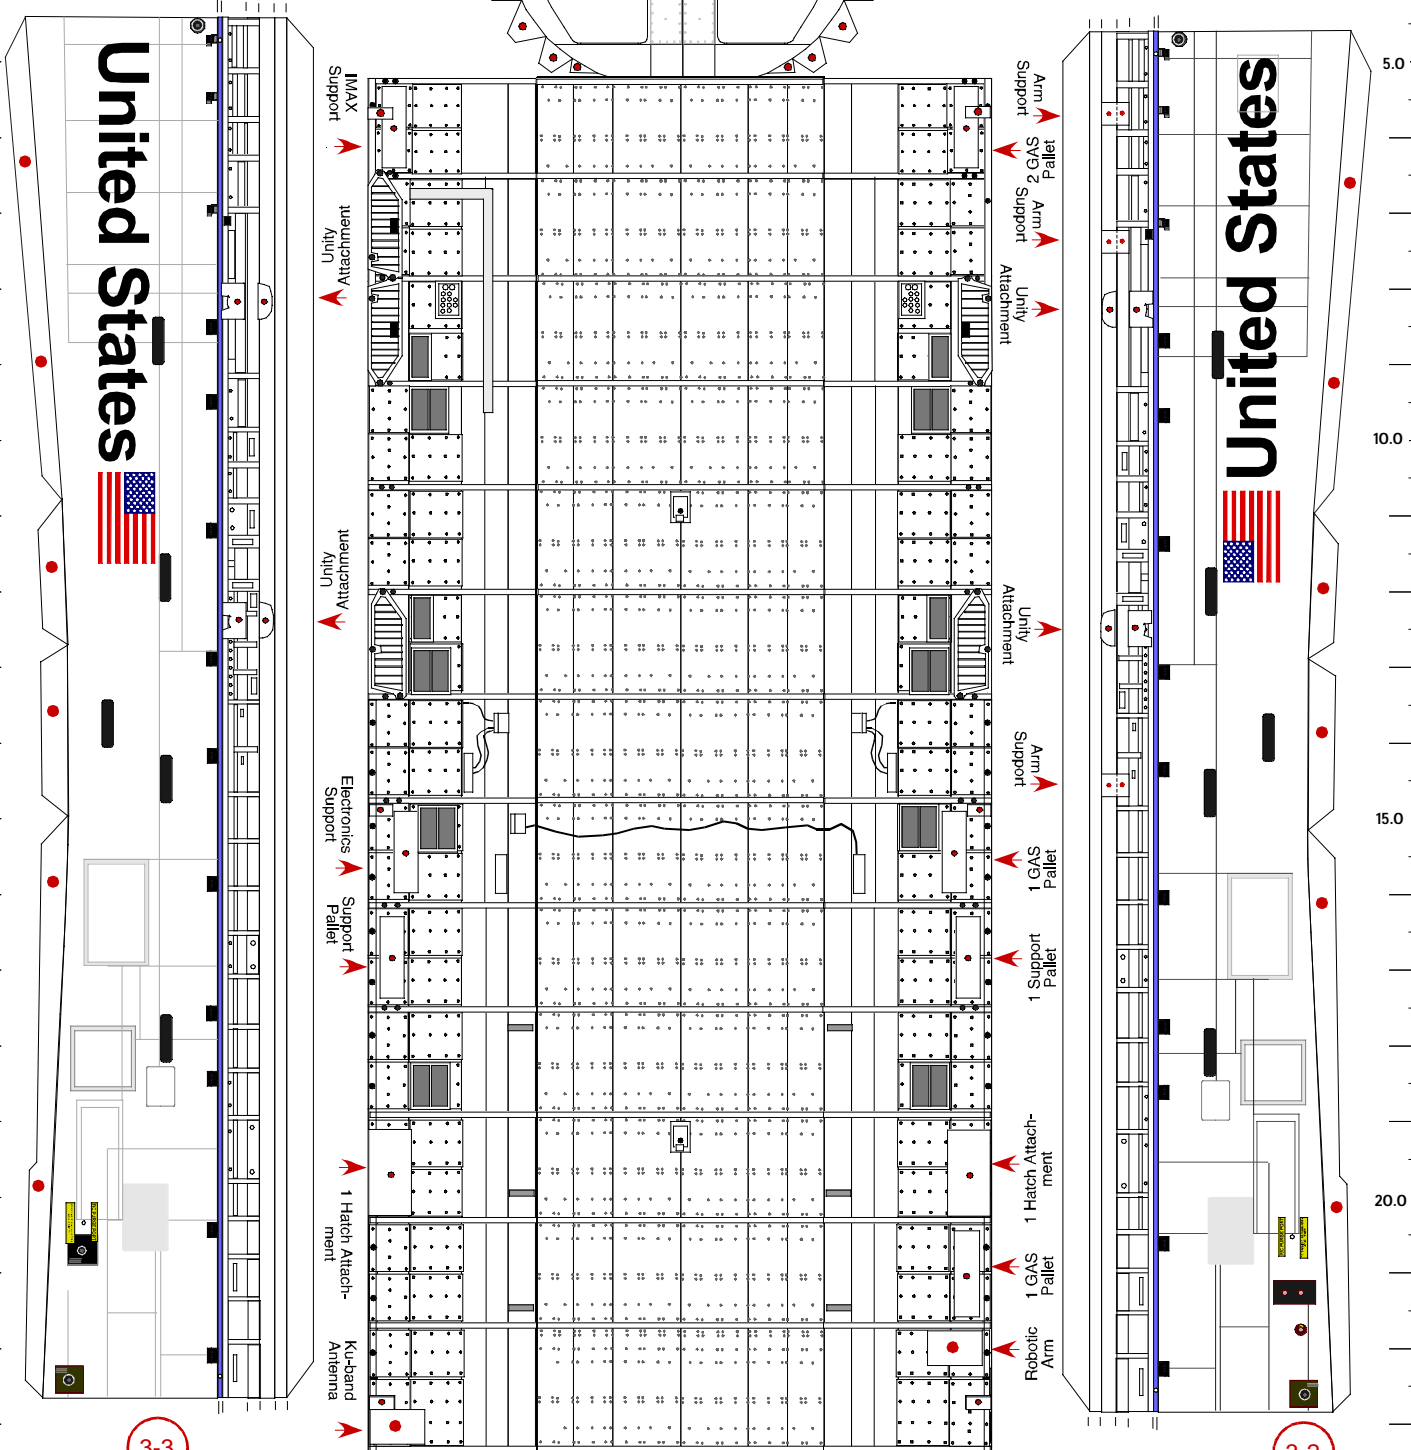 United States
IMAX
Support
Unity
Attachment
Unity
Attachment
Electronics
Support
Support
Pallet
1 Hatch Attach-
ment
Ku-band
Antenna
3-3
Arm
Support
2 GAS
Pallet
Arm
Support
Unity
Attachment
Unity
Attachment
Arm
Support
1 GAS
Pallet
1 Support
Pallet
1 Hatch Attach-
ment
1 GAS
Pallet
Robotic
Arm
United States
5.0
10.0
15.0
20.0